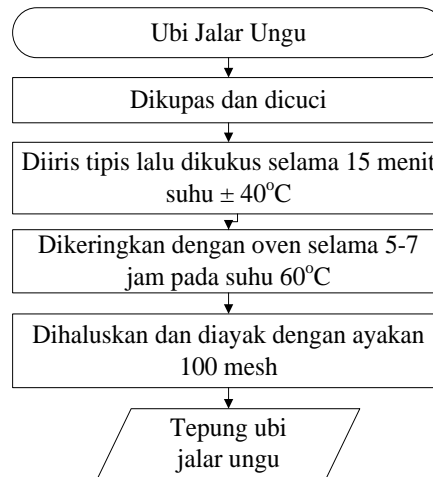 Ubi Jalar Ungu
Dikupas dan dicuci
Diiris tipis lalu dikukus selama 15 menit
suhu ± 40°C
Dikeringkan dengan oven selama 5-7
jam pada suhu 60°C
Dihaluskan dan diayak dengan ayakan
100 mesh
Tepung ubi
jalar ungu